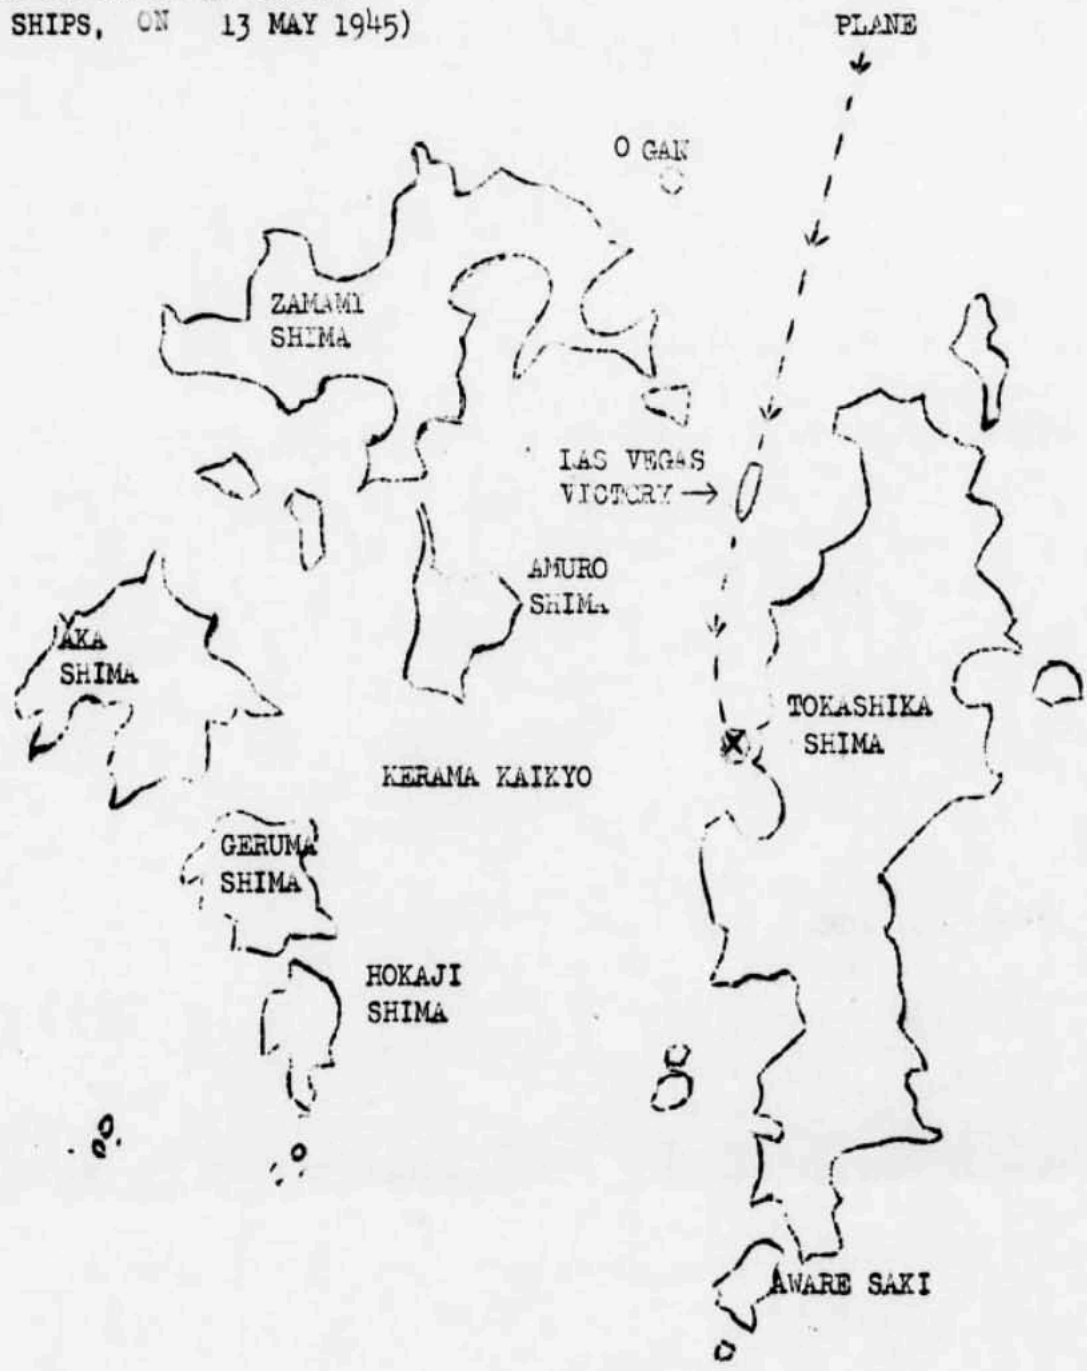 SHIPS, ON 13 MAY 1945)
PLANE
O GAN
ZAMAMI
SHIMA
LAS VEGAS
VICTORY →
AMURO
SHIMA
AKA
SHIMA
TOKASHIKA
SHIMA
KERAMA KAIKYO
GERUMA
SHIMA
HOKAJI
SHIMA
AWARE SAKI